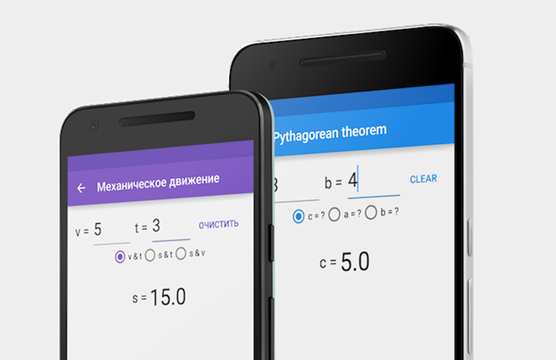 Механическое движение
v = 5 t = 3 ОЧИСТИТЬ
v & t s & t s & v
s = 15.0
Pythagorean theorem
3 b = 4 CLEAR
c = ? a = ? b = ?
c = 5.0